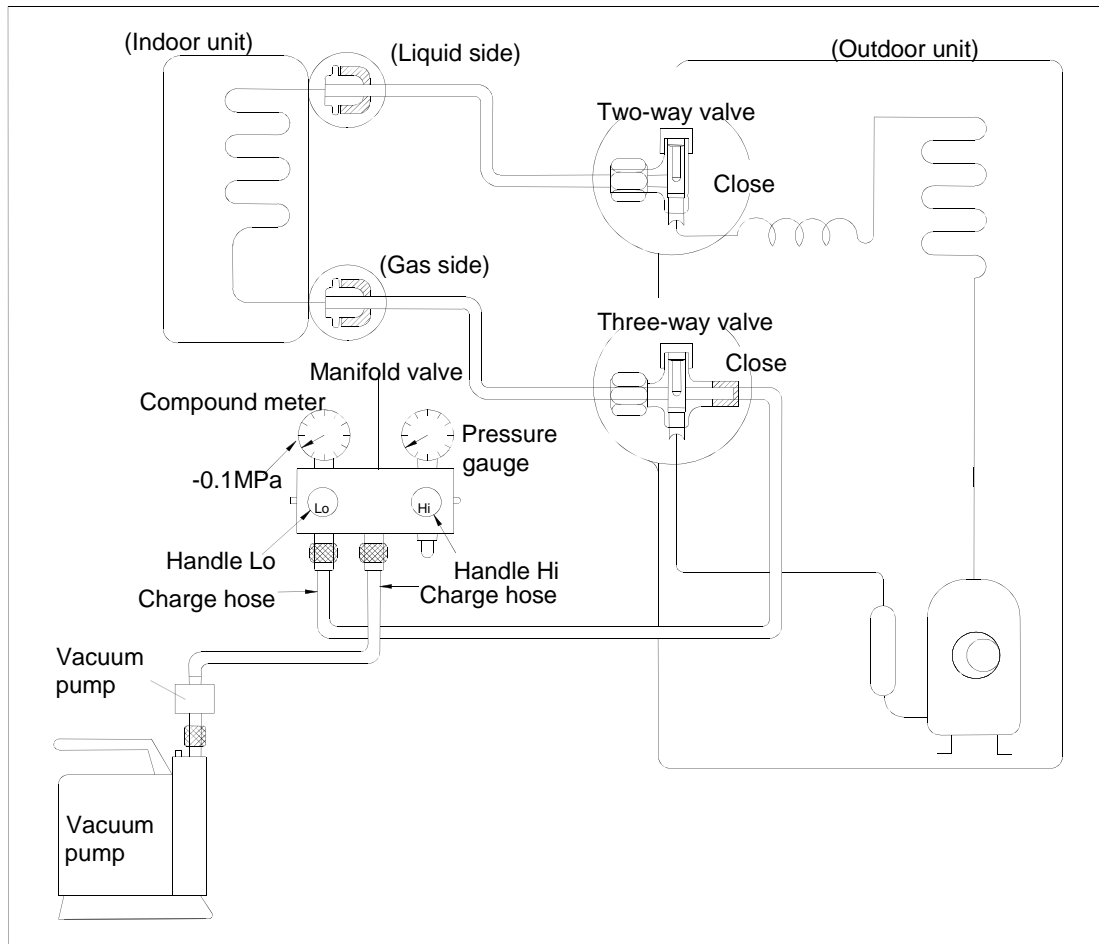 (Indoor unit)
(Liquid side)
(Outdoor unit)
Two-way valve
Close
(Gas side)
Three-way valve
Close
Manifold valve
Compound meter
Pressure
gauge
-0.1MPa
Lo
Hi
Handle Lo
Handle Hi
Charge hose
Charge hose
Vacuum
pump
Vacuum
pump